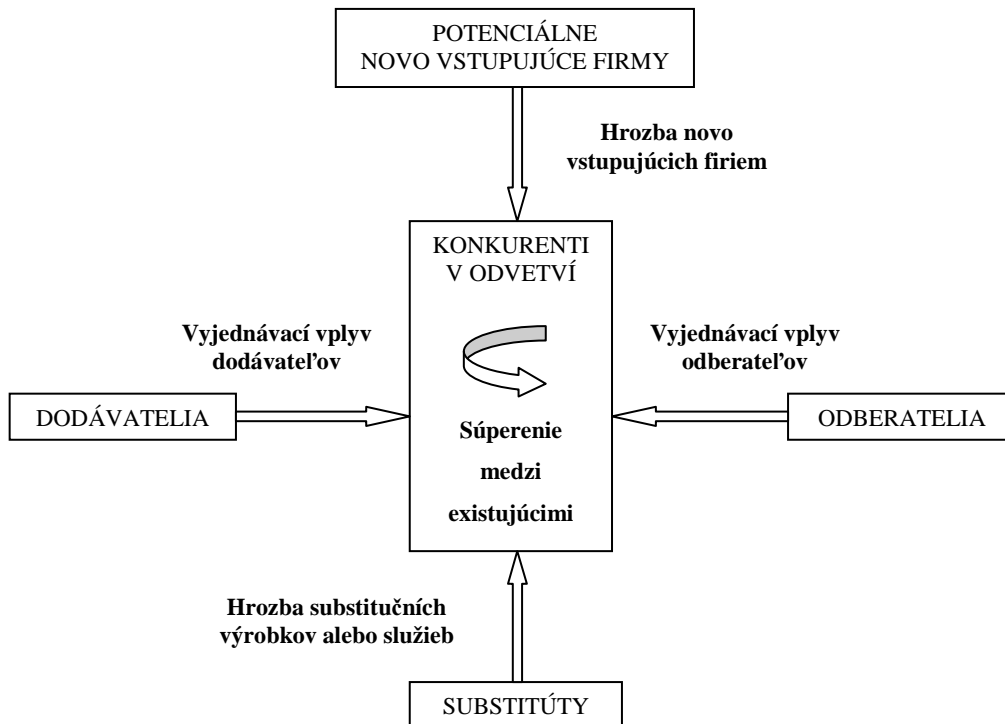 POTENCIÁLNE
NOVO VSTUPUJÚCE FIRMY
Hrozba novo
vstupujúcich firiem
KONKURENTI
V ODVETVÍ
Vyjednávací vplyv
dodávateľov
Vyjednávací vplyv
odberateľov
DODÁVATELIA
ODBERATELIA
Súperenie
medzi
existujúcimi
Hrozba substitučních
výrobkov alebo služieb
SUBSTITÚTY